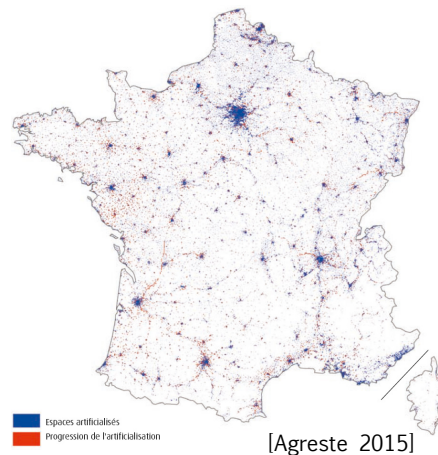 Espaces artificialisés
Progression de l'artificialisation
[Agreste 2015]